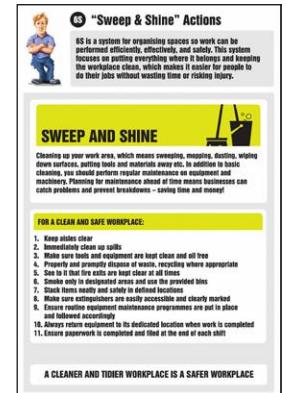 6S "Sweep & Shine" Actions
6S is a system for organising spaces so work can be
performed efficiently, effectively, and safely. This system
focuses on putting everything where it belongs and keeping
the workplace clean, which makes it easier for people to
do their jobs without wasting time or risking injury.
SWEEP AND SHINE
Cleaning up your work area, which means sweeping, mopping, dusting, wiping
down surfaces, putting tools and materials away etc. In addition to basic
cleaning, you should perform regular maintenance on equipment and
machinery. Planning for maintenance ahead of time means businesses can
catch problems and prevent breakdowns – saving time and money!
FOR A CLEAN AND SAFE WORKPLACE:
1. Keep aisles clear
2. Immediately clean up spills
3. Make sure tools and equipment are kept clean and oil free
4. Properly and promptly dispose of waste, recycling where appropriate
5. See to it that fire exits are kept clear at all times
6. Smoke only in designated areas and use the provided bins
7. Stack items neatly and safely in defined locations
8. Make sure extinguishers are easily accessible and clearly marked
9. Ensure routine equipment maintenance programmes are put in place
and followed accordingly
10. Always return equipment to its dedicated location when work is completed
11. Ensure paperwork is completed and filed at the end of each shift
A CLEANER AND TIDIER WORKPLACE IS A SAFER WORKPLACE